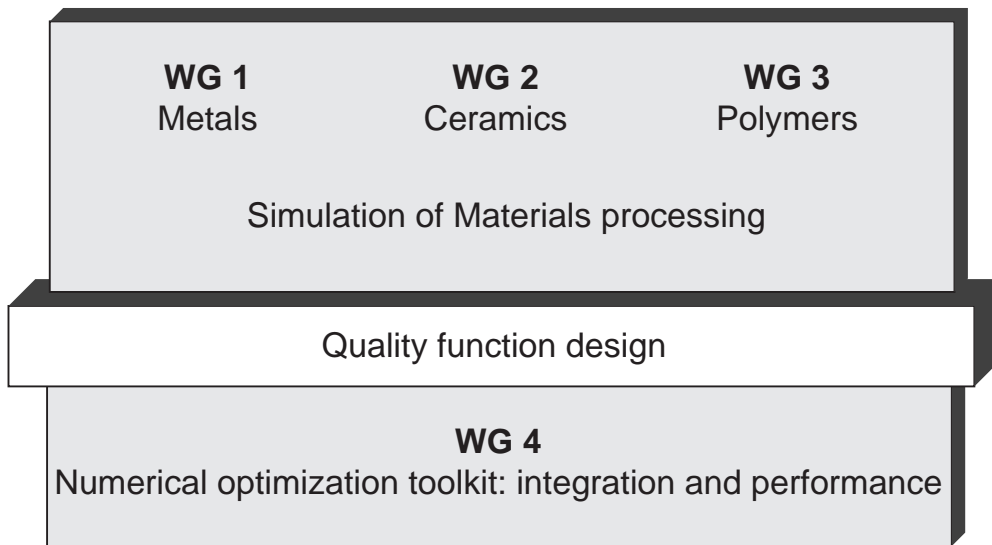 WG 1 WG 2 WG 3
Metals Ceramics Polymers
Simulation of Materials processing
Quality function design
WG 4
Numerical optimization toolkit: integration and performance